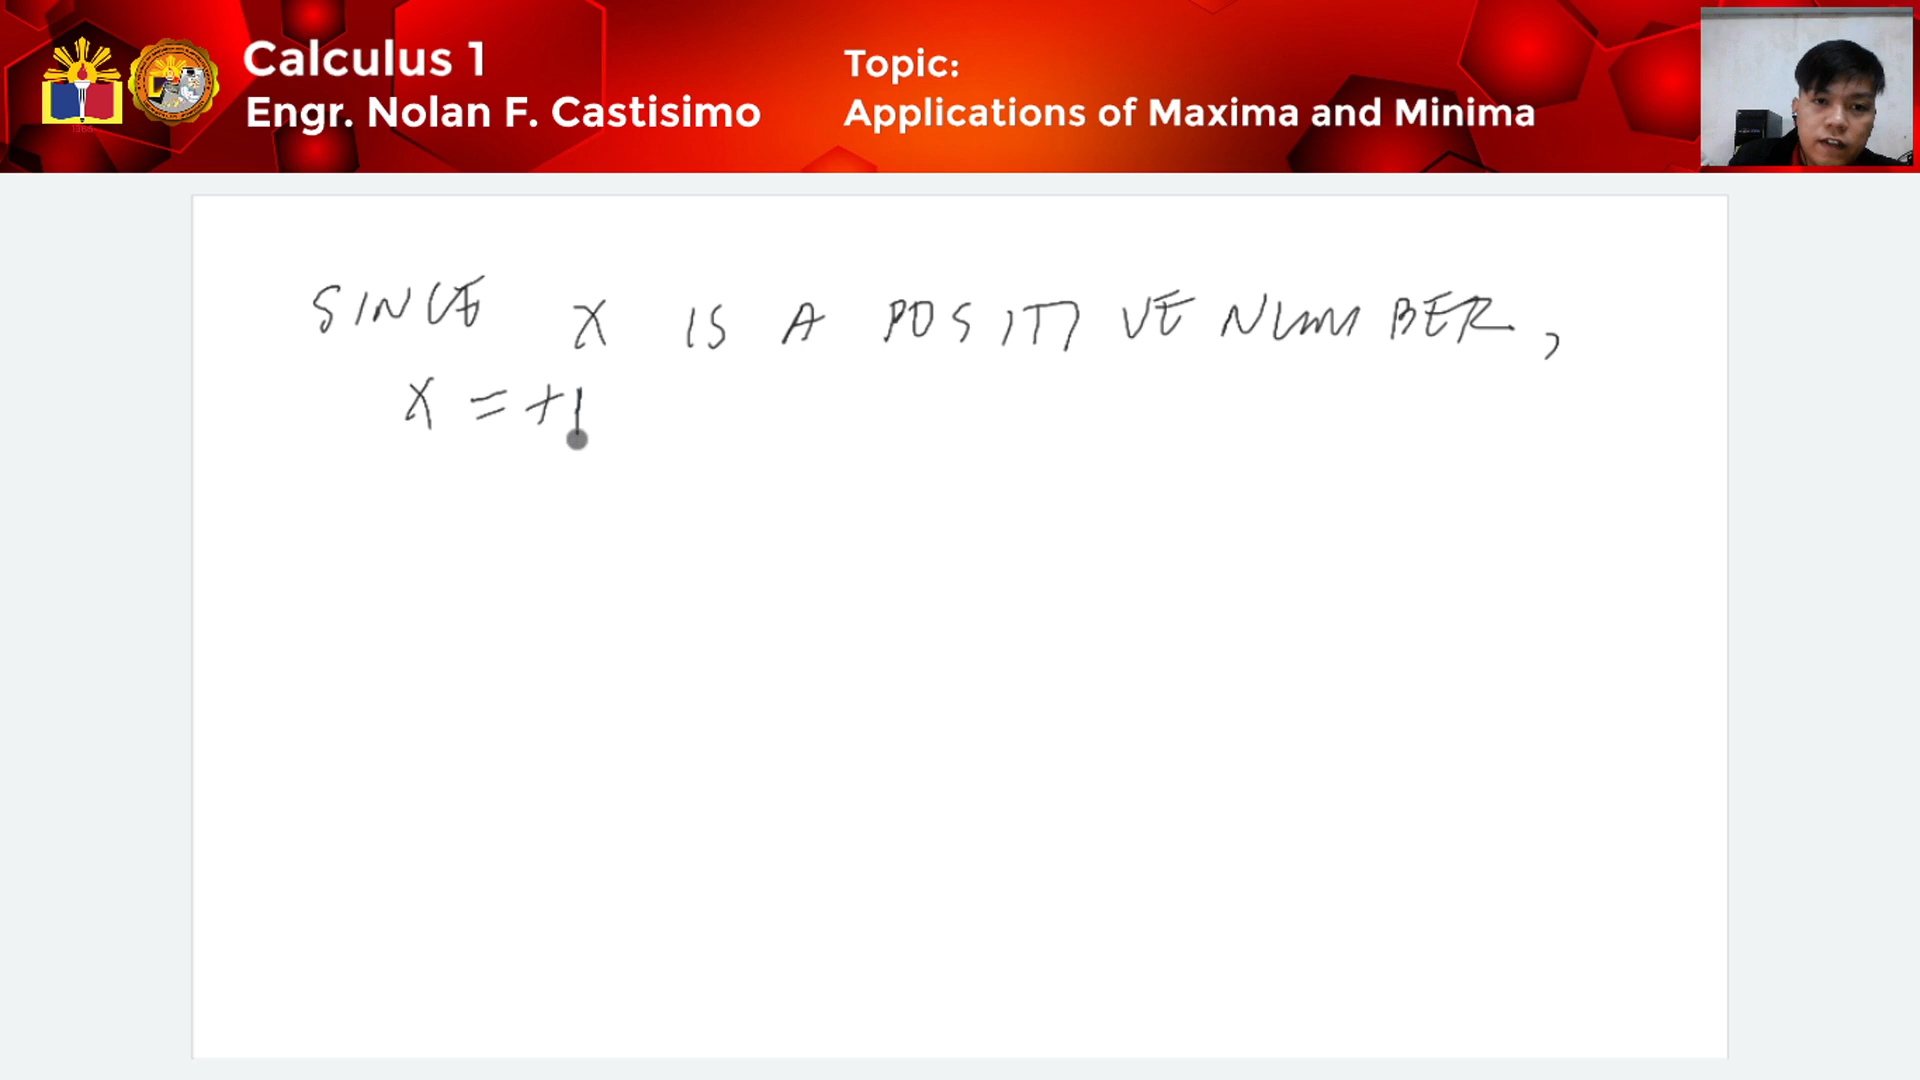 Calculus 1
Engr. Nolan F. Castisimo
Topic:
Applications of Maxima and Minima
SINCE X IS A POSITIVE NUMBER,
X = +1